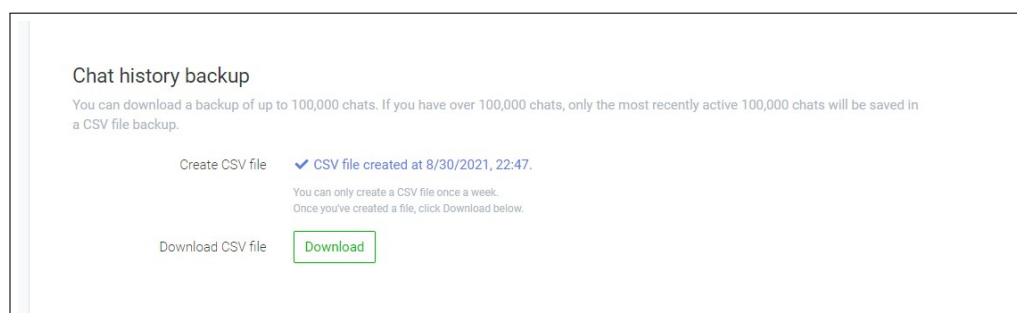 Chat history backup
You can download a backup of up to 100,000 chats. If you have over 100,000 chats, only the most recently active 100,000 chats will be saved in
a CSV file backup.
Create CSV file ✓ CSV file created at 8/30/2021, 22:47.
You can only create a CSV file once a week.
Once you've created a file, click Download below.
Download CSV file Download